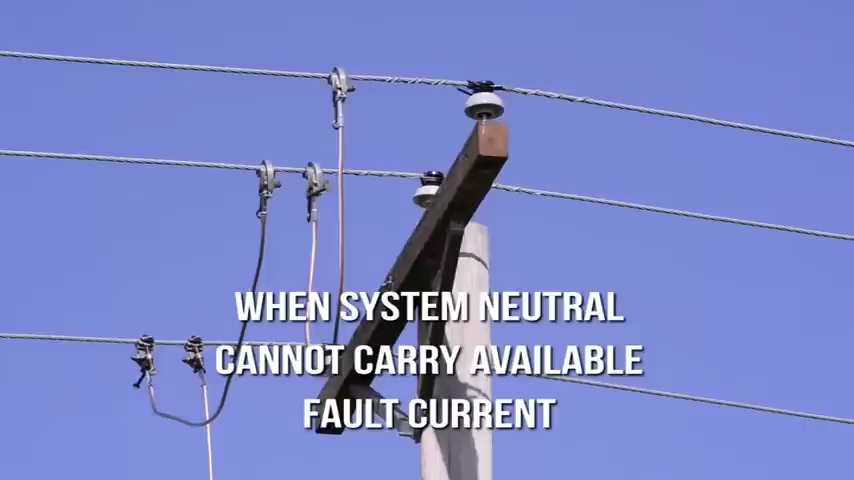 WHEN SYSTEM NEUTRAL
CANNOT CARRY AVAILABLE
FAULT CURRENT